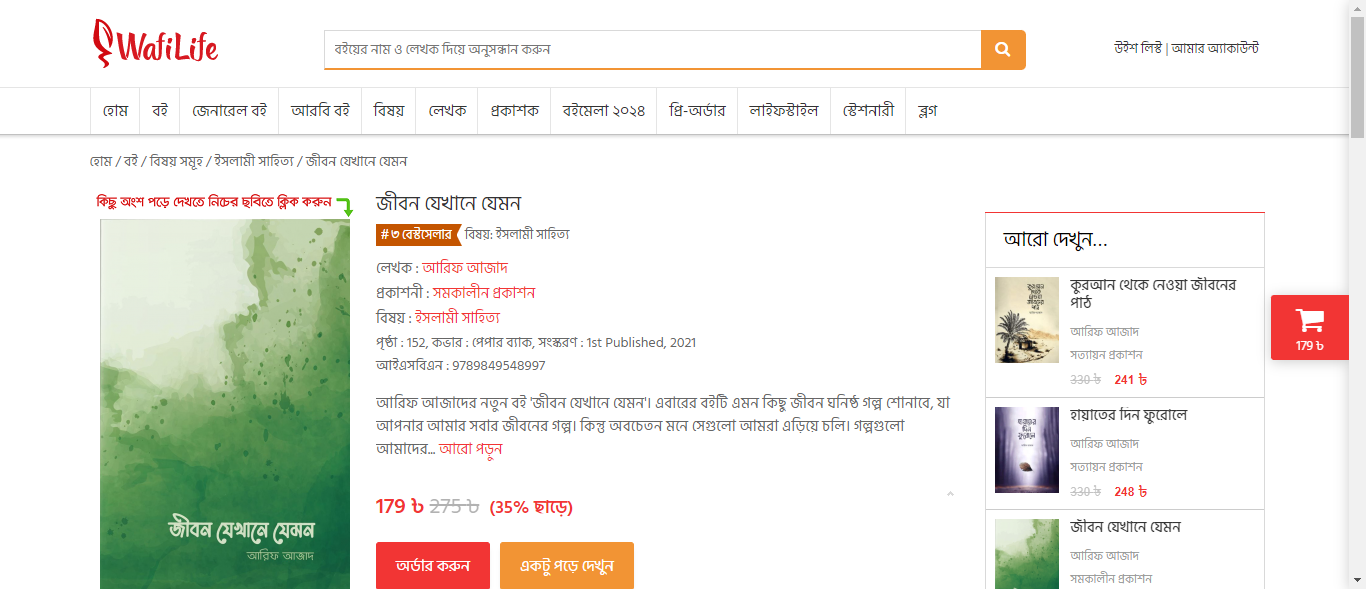 WafiLife
বইয়ের নাম ও লেখক দিয়ে অনুসন্ধান করুন
উইশ লিস্ট | আমার অ্যাকাউন্ট
হোম বই জেনারেল বই আরবি বই বিষয় লেখক প্রকাশক বইমেলা ২০২৪ প্রি-অর্ডার লাইফস্টাইল স্টেশনারী ব্লগ
হোম / বই / বিষয় সমূহ / ইসলামী সাহিত্য / জীবন যেখানে যেমন
কিছু অংশ পড়ে দেখতে নিচের ছবিতে ক্লিক করুন
জীবন যেখানে যেমন
আরিফ আজাদ
জীবন যেখানে যেমন
#৩ বেস্টসেলার বিষয়: ইসলামী সাহিত্য
লেখক : আরিফ আজাদ
প্রকাশনী : সমকালীন প্রকাশন
বিষয় : ইসলামী সাহিত্য
পৃষ্ঠা : 152, কভার : পেপার ব্যাক, সংস্করণ : 1st Published, 2021
আইএসবিএন : 9789849548997
আরিফ আজাদের নতুন বই 'জীবন যেখানে যেমন'। এবারের বইটি এমন কিছু জীবন ঘনিষ্ঠ গল্প শোনাবে, যা
আপনার আমার সবার জীবনের গল্প। কিন্তু অবচেতন মনে সেগুলো আমরা এড়িয়ে চলি। গল্পগুলো
আমাদের... আরো পড়ুন
179 ৳ 275 ৳ (35% ছাড়ে)
অর্ডার করুন একটু পড়ে দেখুন
আরো দেখুন...
কুরআন থেকে নেওয়া জীবনের পাঠ
কুরআন থেকে নেওয়া জীবনের
পাঠ
আরিফ আজাদ
সত্যায়ন প্রকাশন
330 ৳ 241 ৳
হায়াতের দিন ফুরোলে
হায়াতের দিন ফুরোলে
আরিফ আজাদ
সত্যায়ন প্রকাশন
330 ৳ 248 ৳
জীবন যেখানে যেমন
আরিফ আজাদ
সমকালীন প্রকাশন
179 ৳